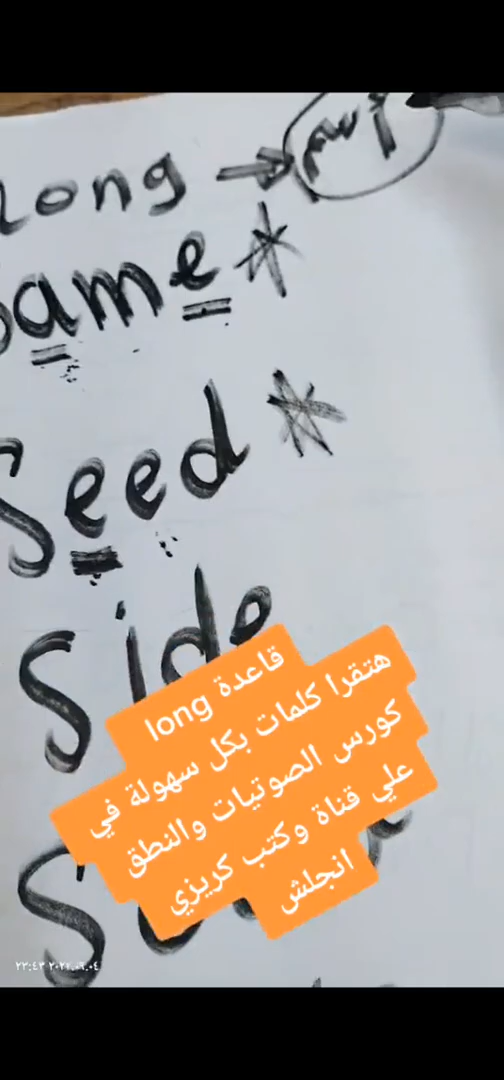 long → اسم
Same *
Seed *
Side
قاعدة long
هتقرا كلمات بكل سهولة في
كورس الصوتيات والنطق
علي قناة وكتب كريزي
انجلش
٢٣:٤٣ ٢٠٢٢.٠٩.٠٤